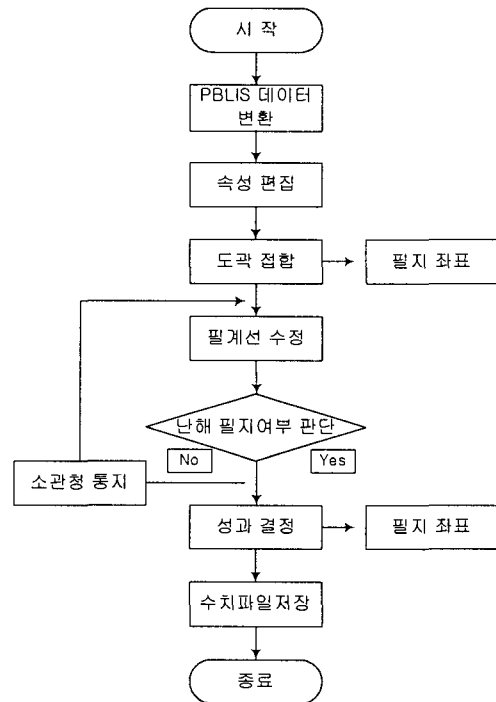 시 작
PBLIS 데이터
변환
속성 편집
도곽 접합
필지 좌표
필계선 수정
난해 필지여부 판단
No
Yes
소관청 통지
성과 결정
필지 좌표
수치파일저장
종료